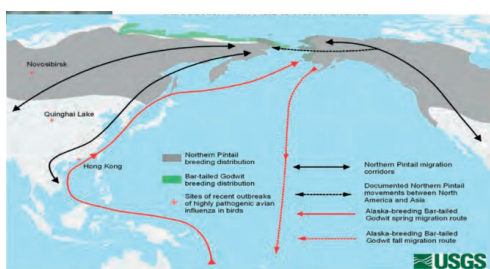 Novosibirsk
Quinghai Lake
Hong Kong
Northern Pintail
breeding distribution
Bar-tailed Godwit
breeding distribution
Sites of recent outbreaks
of highly pathogenic avian
influenza in birds
Northern Pintail migration
corridors
Documented Northern Pintail
movements between North
America and Asia
Alaska-breeding Bar-tailed
Godwit spring migration route
Alaska-breeding Bar-tailed
Godwit fall migration route
USGS